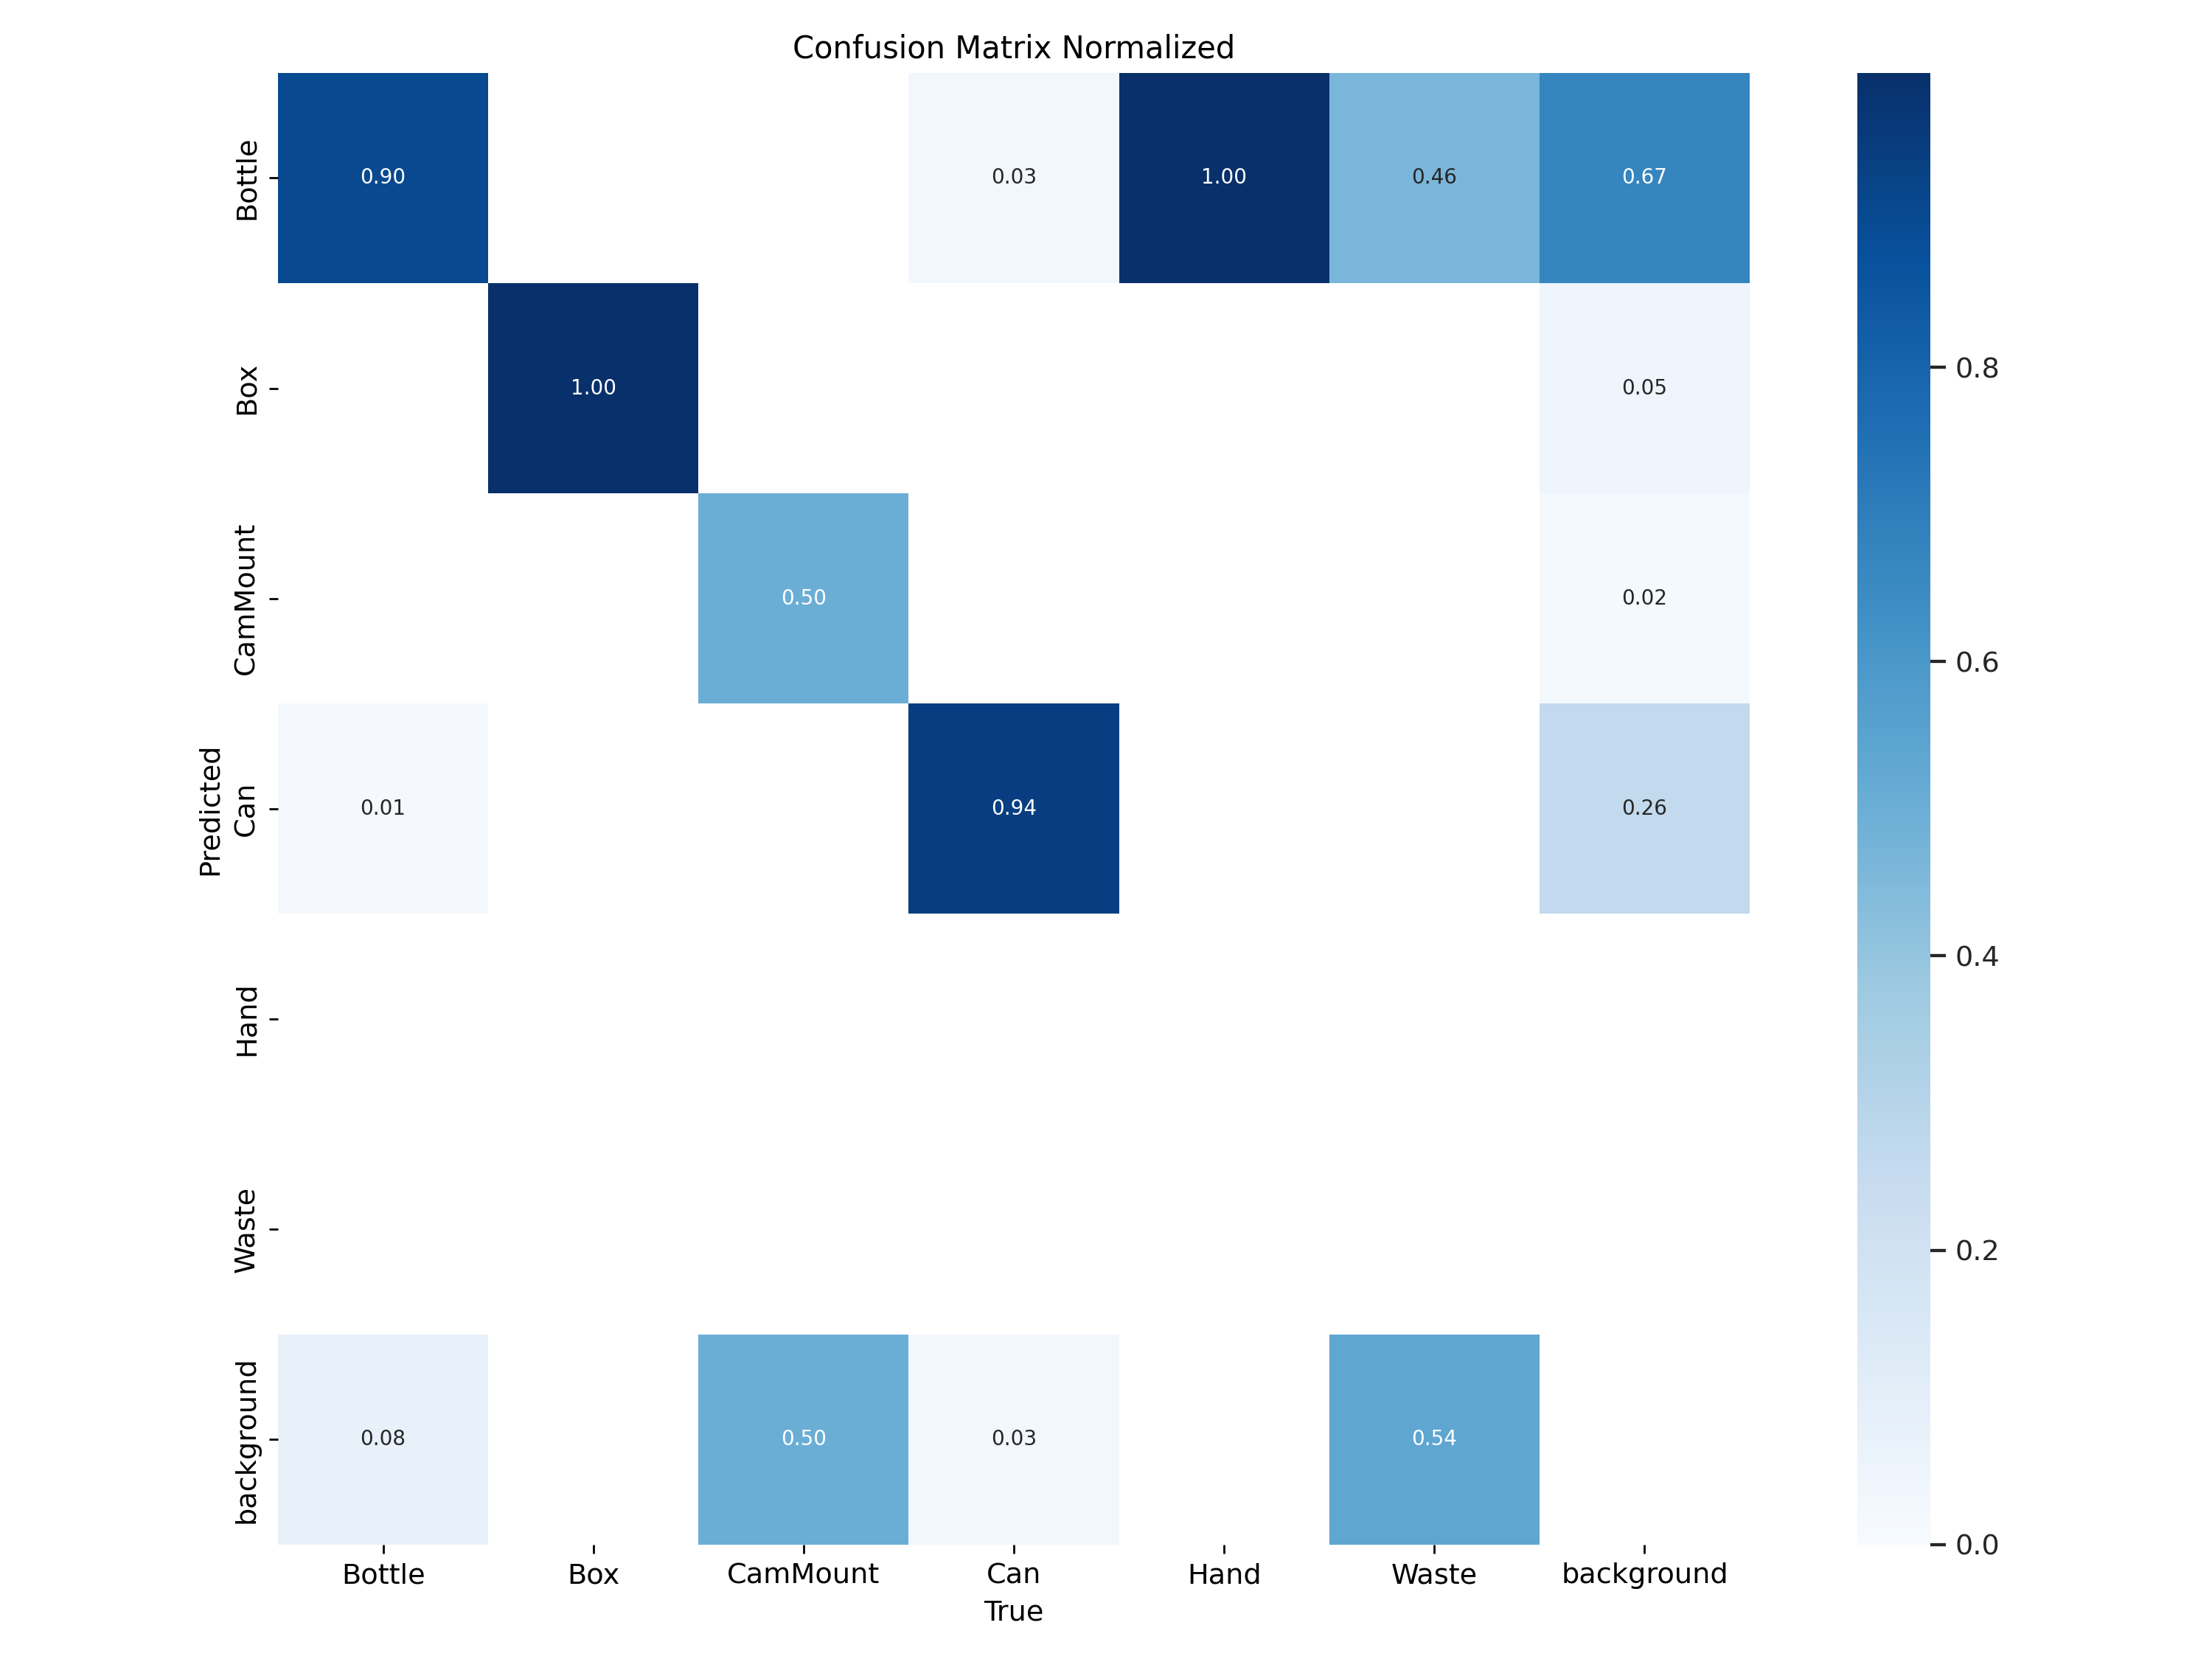 Confusion Matrix Normalized
Bottle
0.90
0.03
1.00
0.46
0.67
Box
1.00
0.05
0.8
CamMount
0.50
0.02
0.6
Predicted
Can
0.01
0.94
0.26
0.4
Hand
Waste
0.2
background
0.08
0.50
0.03
0.54
0.0
Bottle
Box
CamMount
Can
Hand
Waste
background
True